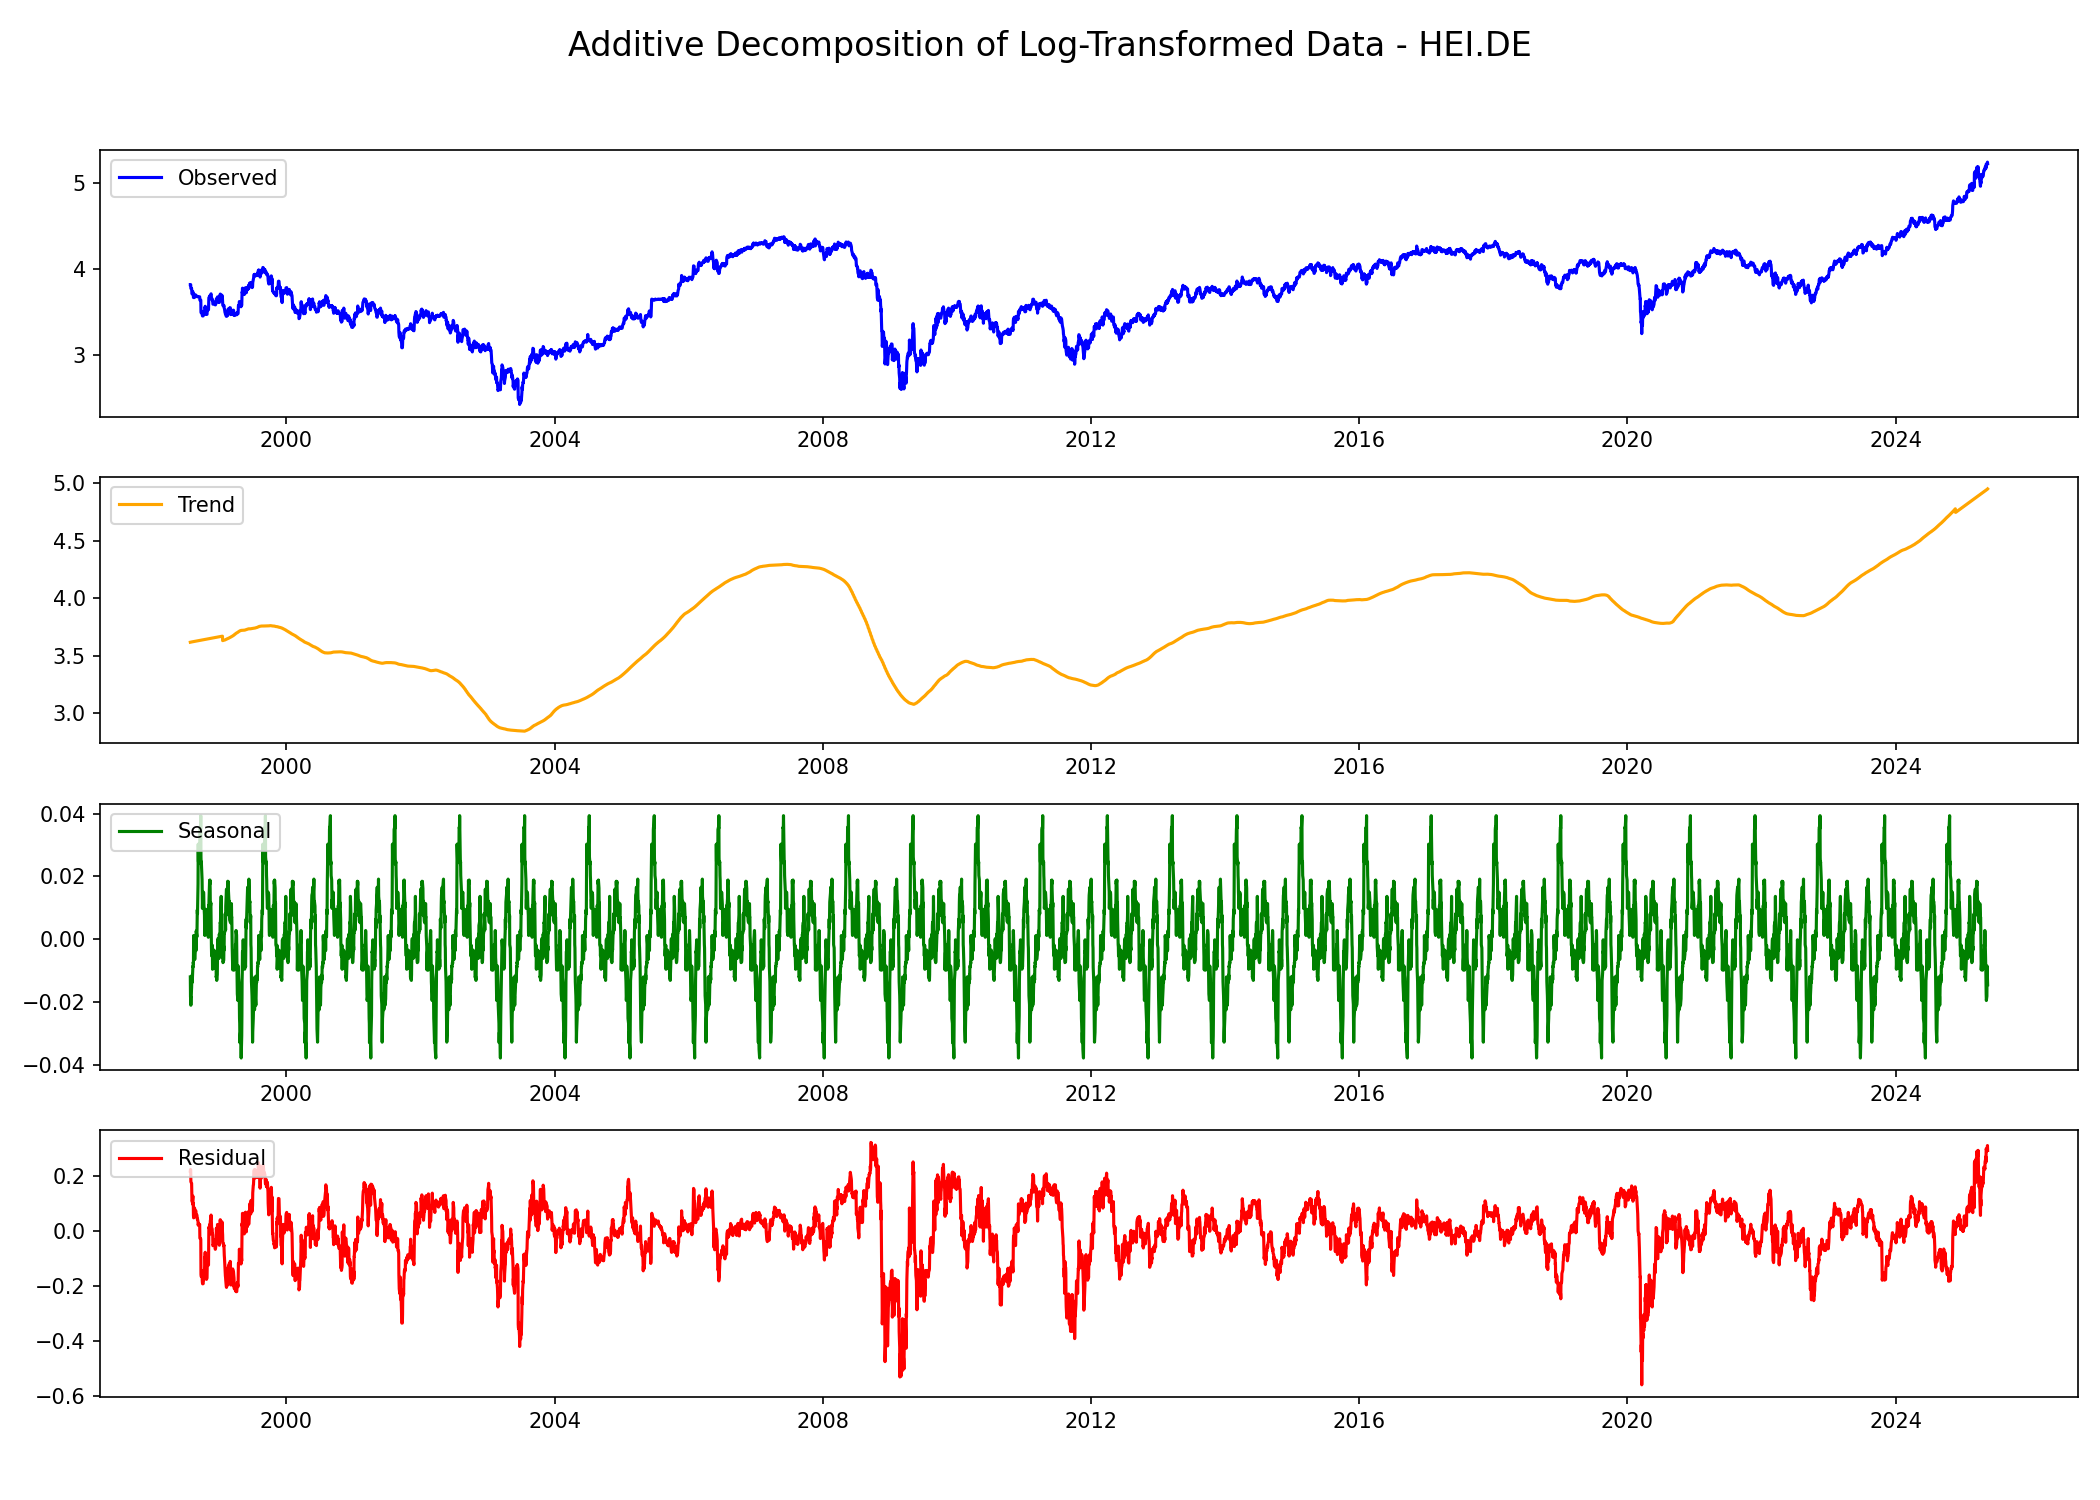 Additive Decomposition of Log-Transformed Data - HEI.DE
Observed
5
4
3
2000 2004 2008 2012 2016 2020 2024
Trend
5.0
4.5
4.0
3.5
3.0
2000 2004 2008 2012 2016 2020 2024
Seasonal
0.04
0.02
0.00
−0.02
−0.04
2000 2004 2008 2012 2016 2020 2024
Residual
0.2
0.0
−0.2
−0.4
−0.6
2000 2004 2008 2012 2016 2020 2024